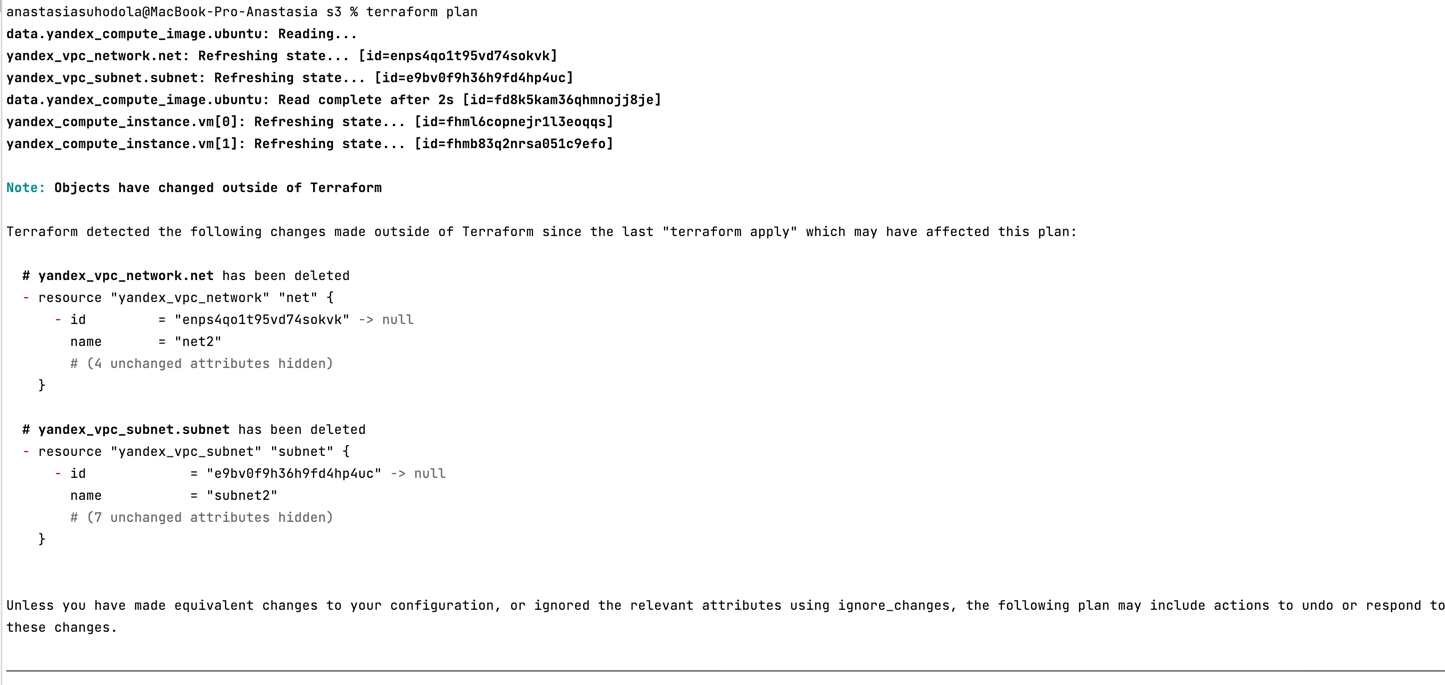 anastasiasuhodola@MacBook-Pro-Anastasia s3 % terraform plan
data.yandex_compute_image.ubuntu: Reading...
yandex_vpc_network.net: Refreshing state... [id=enps4qo1t95vd74sokvk]
yandex_vpc_subnet.subnet: Refreshing state... [id=e9bv0f9h36h9fd4hp4uc]
data.yandex_compute_image.ubuntu: Read complete after 2s [id=fd8k5kam36qhmnojj8je]
yandex_compute_instance.vm[0]: Refreshing state... [id=fhml6copnejr1l3eoqqs]
yandex_compute_instance.vm[1]: Refreshing state... [id=fhmb83q2nrsa051c9efo]
Note: Objects have changed outside of Terraform
Terraform detected the following changes made outside of Terraform since the last "terraform apply" which may have affected this plan:
# yandex_vpc_network.net has been deleted
- resource "yandex_vpc_network" "net" {
- id = "enps4qo1t95vd74sokvk" -> null
name = "net2"
# (4 unchanged attributes hidden)
}
# yandex_vpc_subnet.subnet has been deleted
- resource "yandex_vpc_subnet" "subnet" {
- id = "e9bv0f9h36h9fd4hp4uc" -> null
name = "subnet2"
# (7 unchanged attributes hidden)
}
Unless you have made equivalent changes to your configuration, or ignored the relevant attributes using ignore_changes, the following plan may include actions to undo or respond to
these changes.